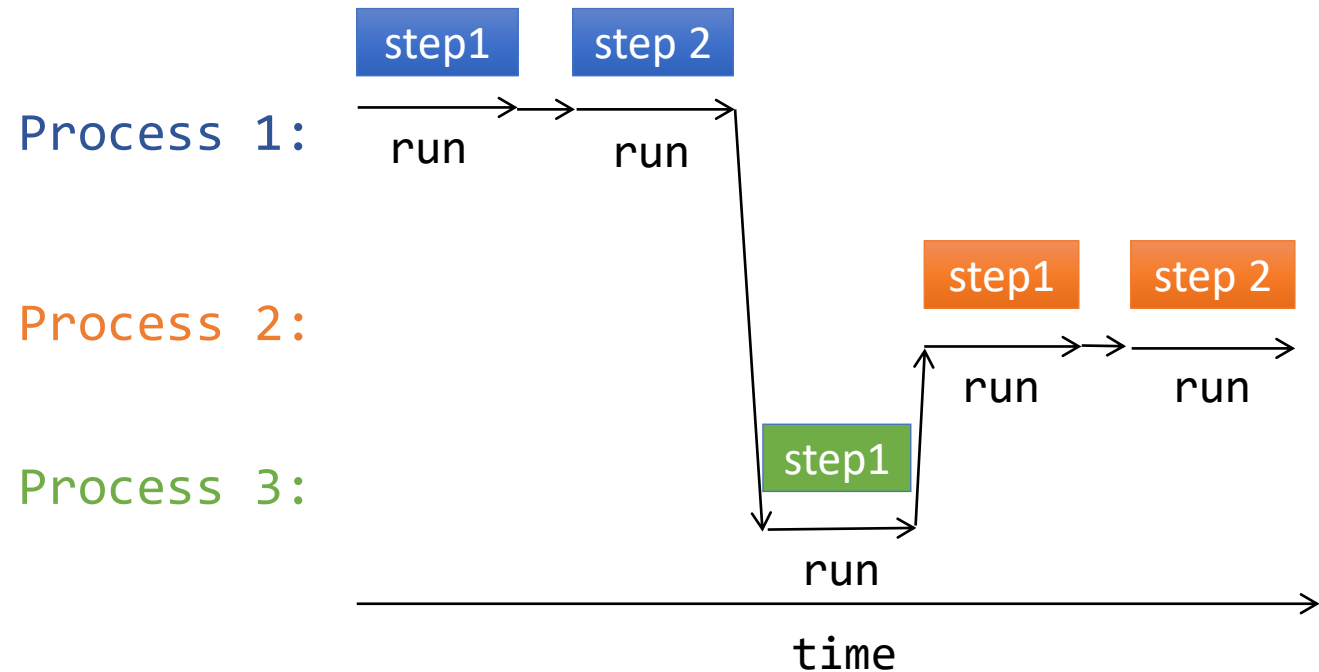 step1 step 2
Process 1:
run run
step1 step 2
Process 2:
run run
step1
Process 3:
run
time